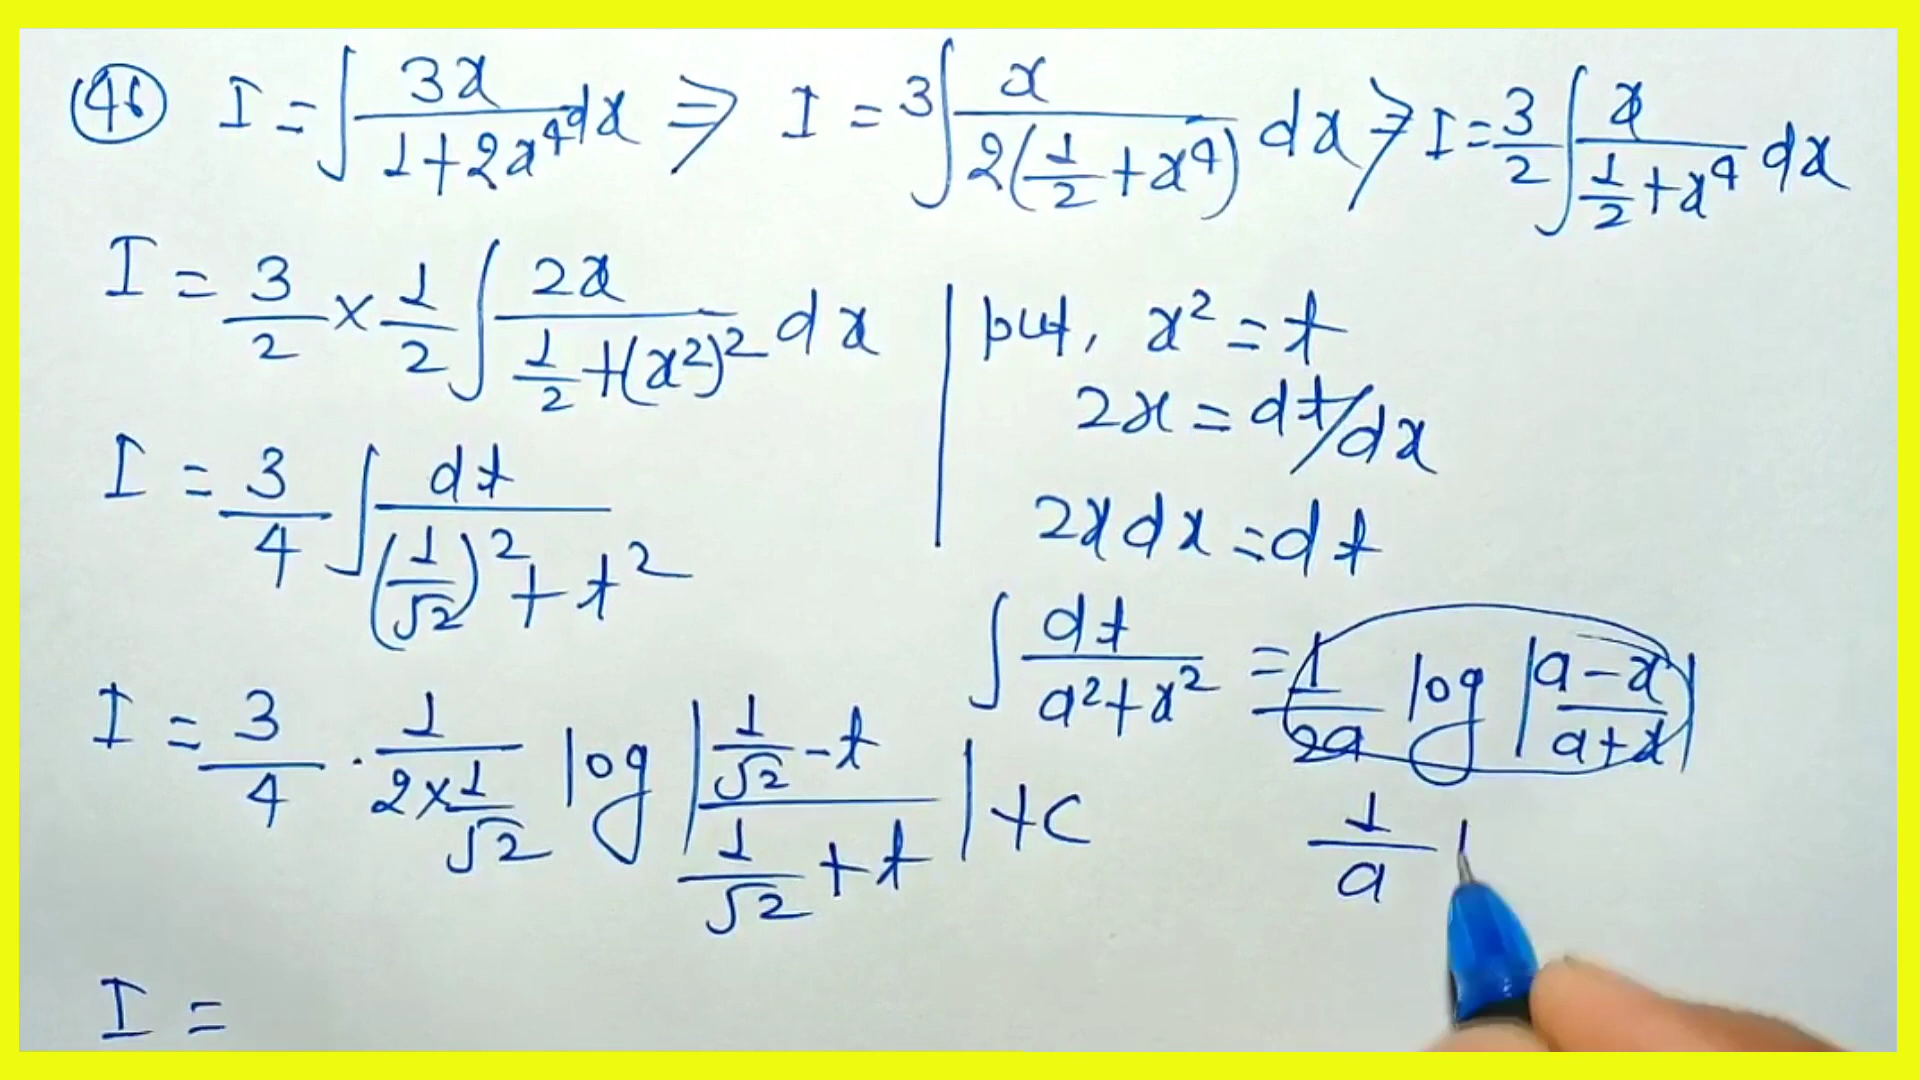 46 I = ∫ 3x/(1+2x⁴) dx ⇒ I = 3∫ x/(2(1/2+x⁴)) dx ⇒ I = 3/2 ∫ x/(1/2+x⁴) dx
I = 3/2 × 1/2 ∫ 2x/(1/2+(x²)²) dx | put, x² = t
2x = dt/dx
I = 3/4 ∫ dt/((1/√2)²+t²)
2x dx = dt
∫ dt/(a²+x²) = 1/2a log |(a-x)/(a+x)|
I = 3/4 · 1/(2×1/√2) log |(1/√2-t)/(1/√2+t)| + c
1/a
I =